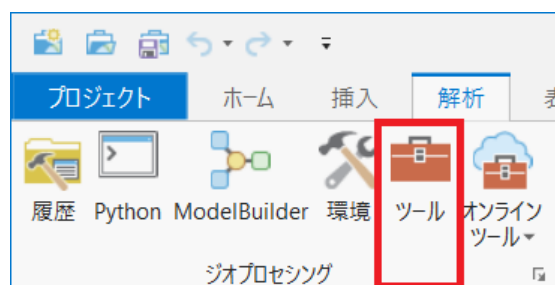 プロジェクト ホーム 挿入 解析
履歴 Python ModelBuilder 環境 ツール オンライン
ツール
ジオプロセシング